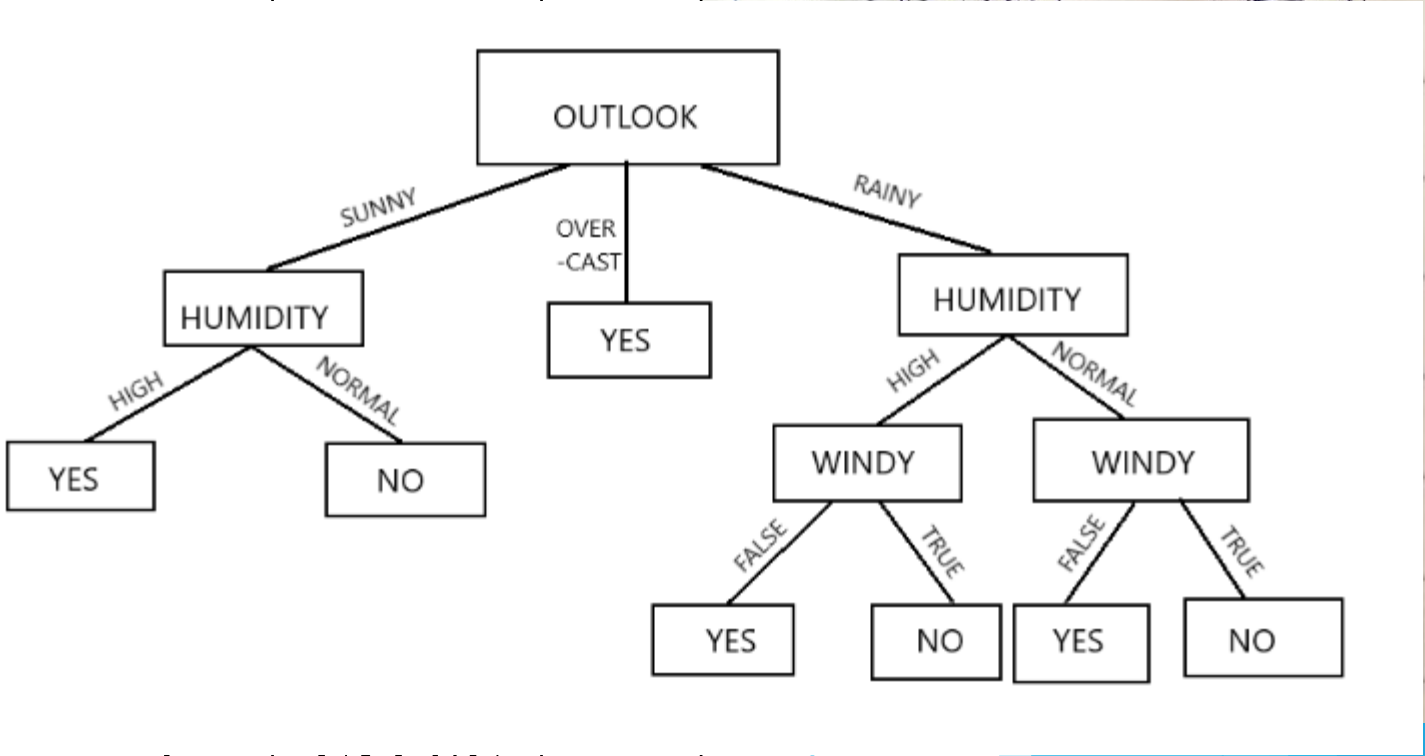 OUTLOOK
SUNNY
OVER
-CAST
RAINY
HUMIDITY
YES
HUMIDITY
HIGH
NORMAL
HIGH
NORMAL
YES
NO
WINDY
WINDY
FALSE
TRUE
FALSE
TRUE
YES
NO
YES
NO